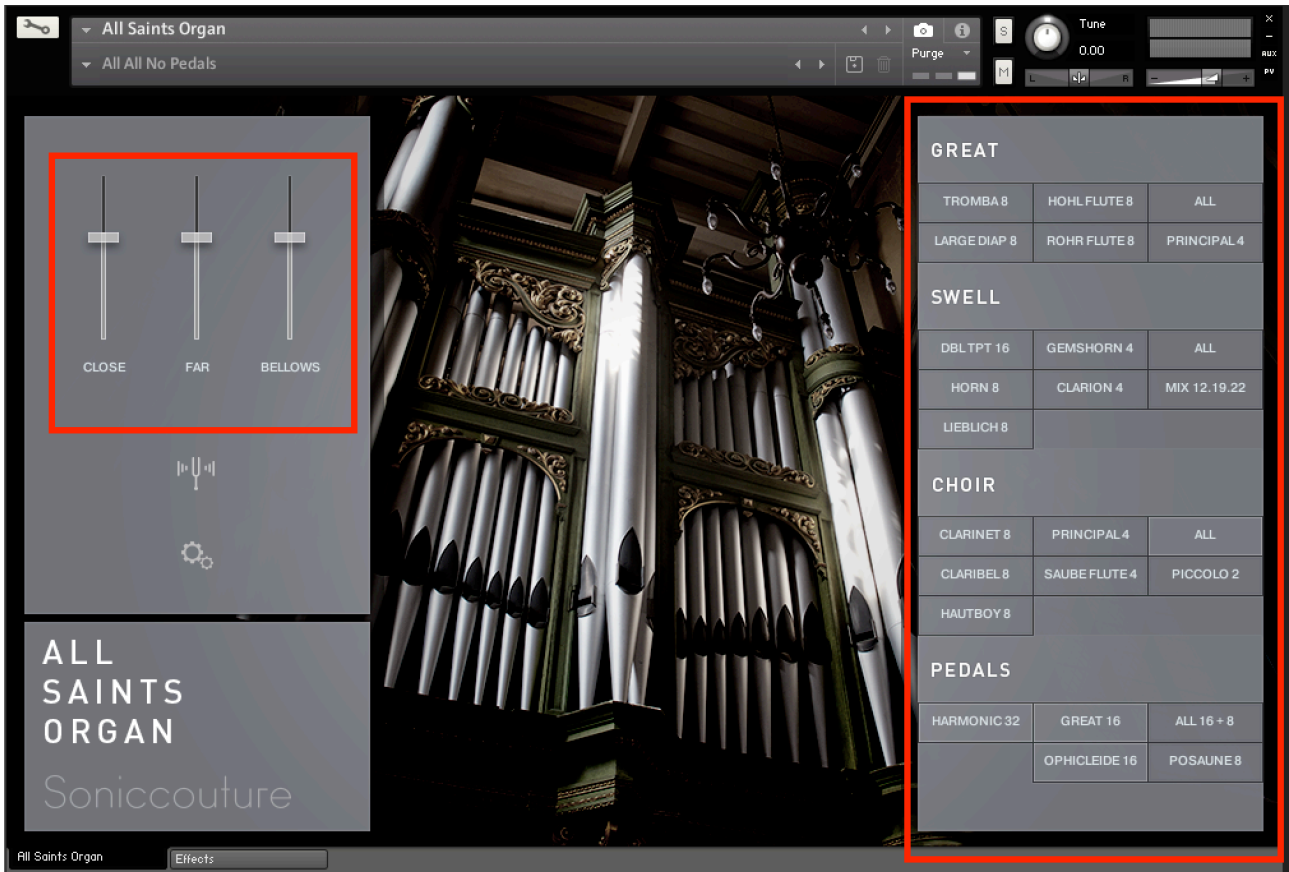 All Saints Organ
All All No Pedals
Purge
S
M
Tune
0.00
L R
- +
AUX
PV
CLOSE FAR BELLOWS
ALL
SAINTS
ORGAN
Soniccouture
GREAT
TROMBA 8 HOHL FLUTE 8 ALL
LARGE DIAP 8 ROHR FLUTE 8 PRINCIPAL 4
SWELL
DBL TPT 16 GEMSHORN 4 ALL
HORN 8 CLARION 4 MIX 12.19.22
LIEBLICH 8
CHOIR
CLARINET 8 PRINCIPAL 4 ALL
CLARIBEL 8 SAUBE FLUTE 4 PICCOLO 2
HAUTBOY 8
PEDALS
HARMONIC 32 GREAT 16 ALL 16 + 8
OPHICLEIDE 16 POSAUNE 8
All Saints Organ Effects